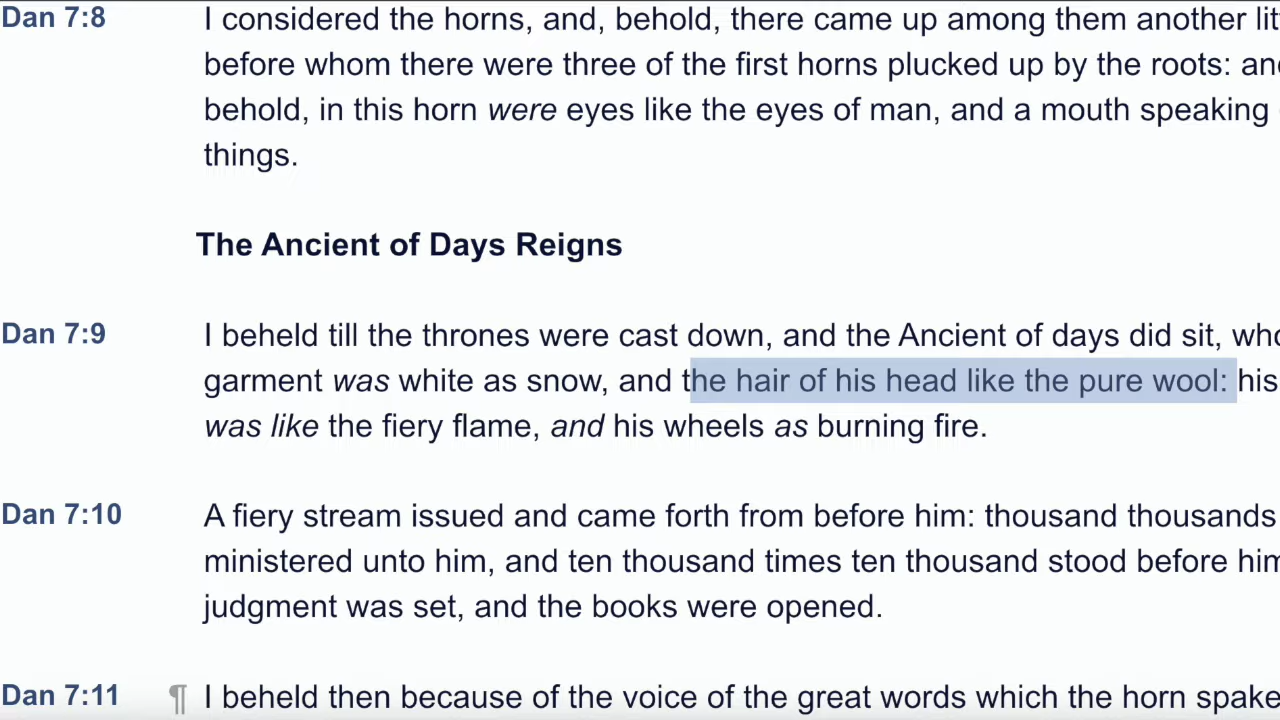 Dan 7:8 I considered the horns, and, behold, there came up among them another
before whom there were three of the first horns plucked up by the roots:
behold, in this horn were eyes like the eyes of man, and a mouth speaking
things.
The Ancient of Days Reigns
Dan 7:9 I beheld till the thrones were cast down, and the Ancient of days did sit,
garment was white as snow, and the hair of his head like the pure wool: his
was like the fiery flame, and his wheels as burning fire.
Dan 7:10 A fiery stream issued and came forth from before him: thousand thousands
ministered unto him, and ten thousand times ten thousand stood before
judgment was set, and the books were opened.
Dan 7:11 ¶ I beheld then because of the voice of the great words which the horn spake